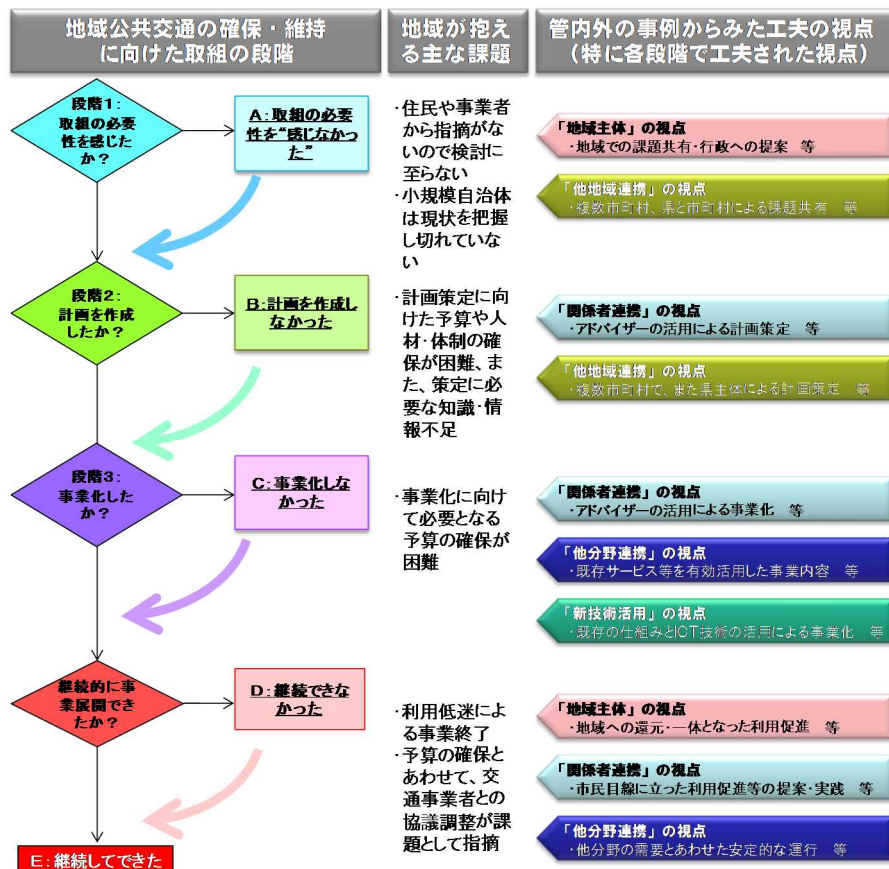 地域公共交通の確保・維持
に向けた取組の段階
地域が抱え
る主な課題
管内外の事例からみた工夫の視点
(特に各段階で工夫された視点)
段階1:
取組の必要
性を感じた
か?
A:取組の必要
性を“感じなか
った”
・住民や事業者
から指摘がな
いので検討に
至らない
・小規模自治体
は現状を把握
し切れていな
い
「地域主体」の視点
・地域での課題共有・行政への提案 等
「他地域連携」の視点
・複数市町村、県と市町村による課題共有 等
段階2:
計画を作成
したか?
B:計画を作成し
なかった
・計画策定に向
けた予算や人
材・体制の確
保が困難、ま
た、策定に必
要な知識・情
報不足
「関係者連携」の視点
・アドバイザーの活用による計画策定 等
「他地域連携」の視点
・複数市町村で、また県主体による計画策定 等
段階3:
事業化した
か?
C:事業化しな
かった
・事業化に向け
て必要となる
予算の確保が
困難
「関係者連携」の視点
・アドバイザーの活用による事業化 等
「他分野連携」の視点
・既存サービス等を有効活用した事業内容 等
「新技術活用」の視点
・既存の仕組みとICT技術の活用による事業化 等
継続的に事
業展開でき
たか?
D:継続できな
かった
・利用低迷によ
る事業終了
・予算の確保と
あわせて、交
通事業者との
協議調整が課
題として指摘
「地域主体」の視点
・地域への還元・一体となった利用促進 等
「関係者連携」の視点
・市民目線に立った利用促進等の提案・実践 等
「他分野連携」の視点
・他分野の需要とあわせた安定的な運行 等
E:継続してできた